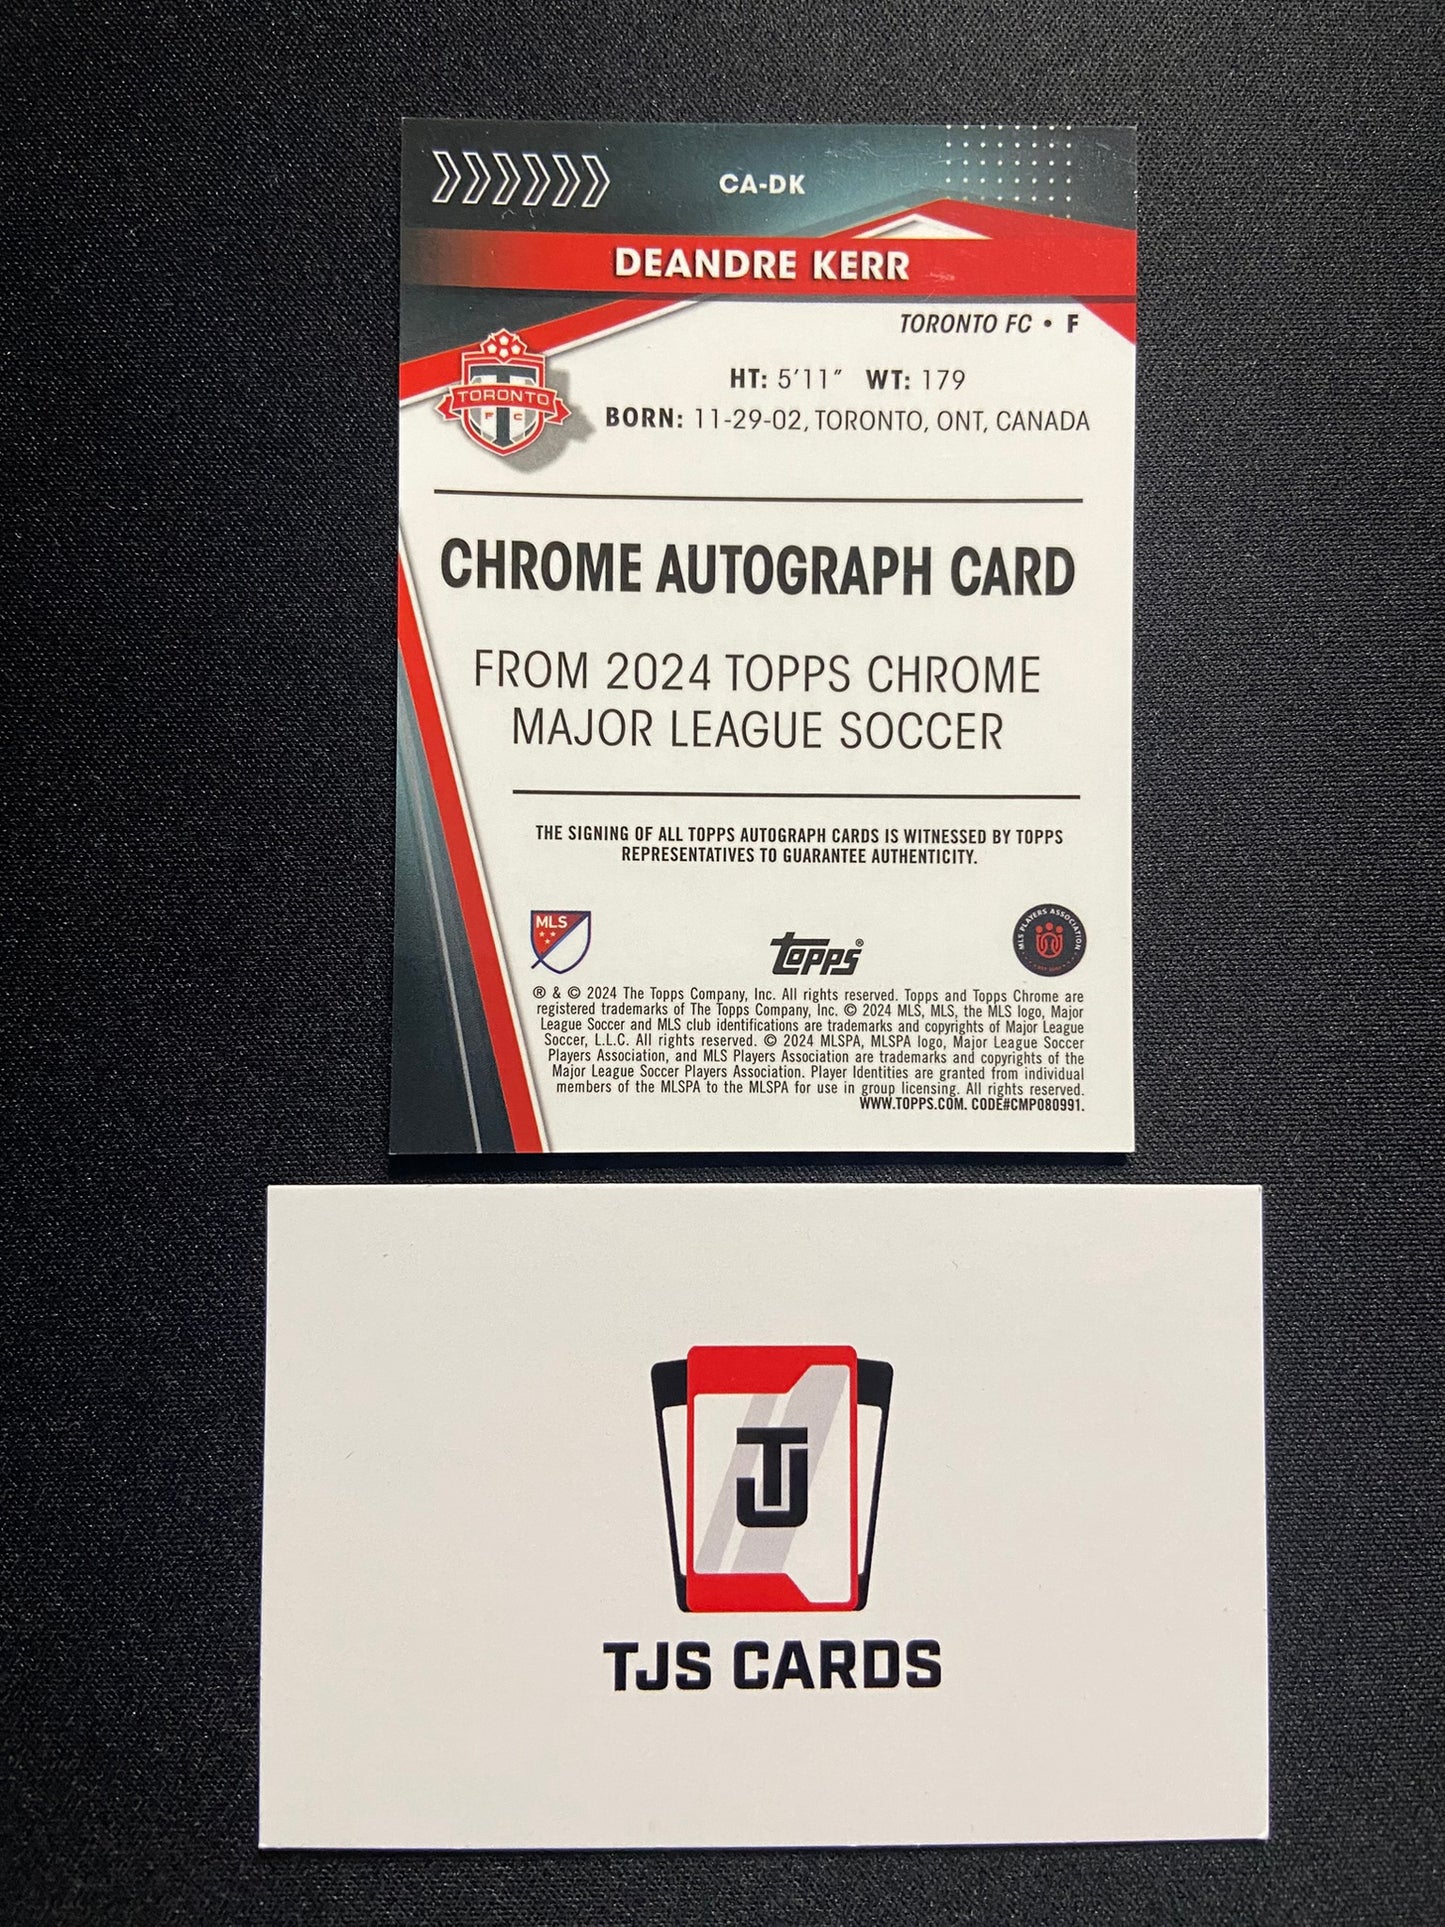 CA-DK
DEANDRE KERR
TORONTO FC • F
TORONTO
F C
HT: 5'11" WT: 179
BORN: 11-29-02, TORONTO, ONT, CANADA
CHROME AUTOGRAPH CARD
FROM 2024 TOPPS CHROME
MAJOR LEAGUE SOCCER
THE SIGNING OF ALL TOPPS AUTOGRAPH CARDS IS WITNESSED BY TOPPS
REPRESENTATIVES TO GUARANTEE AUTHENTICITY.
MLS
Topps®
MLS PLAYERS ASSOCIATION
® & © 2024 The Topps Company, Inc. All rights reserved. Topps and Topps Chrome are
registered trademarks of The Topps Company, Inc. © 2024 MLS, MLS, the MLS logo, Major
League Soccer and MLS club identifications are trademarks and copyrights of Major League
Soccer, L.L.C. All rights reserved. © 2024 MLSPA, MLSPA logo, Major League Soccer
Players Association, and MLS Players Association are trademarks and copyrights of the
Major League Soccer Players Association. Player Identities are granted from individual
members of the MLSPA to the MLSPA for use in group licensing. All rights reserved.
WWW.TOPPS.COM. CODE#CMP080991.
TJ
TJS CARDS